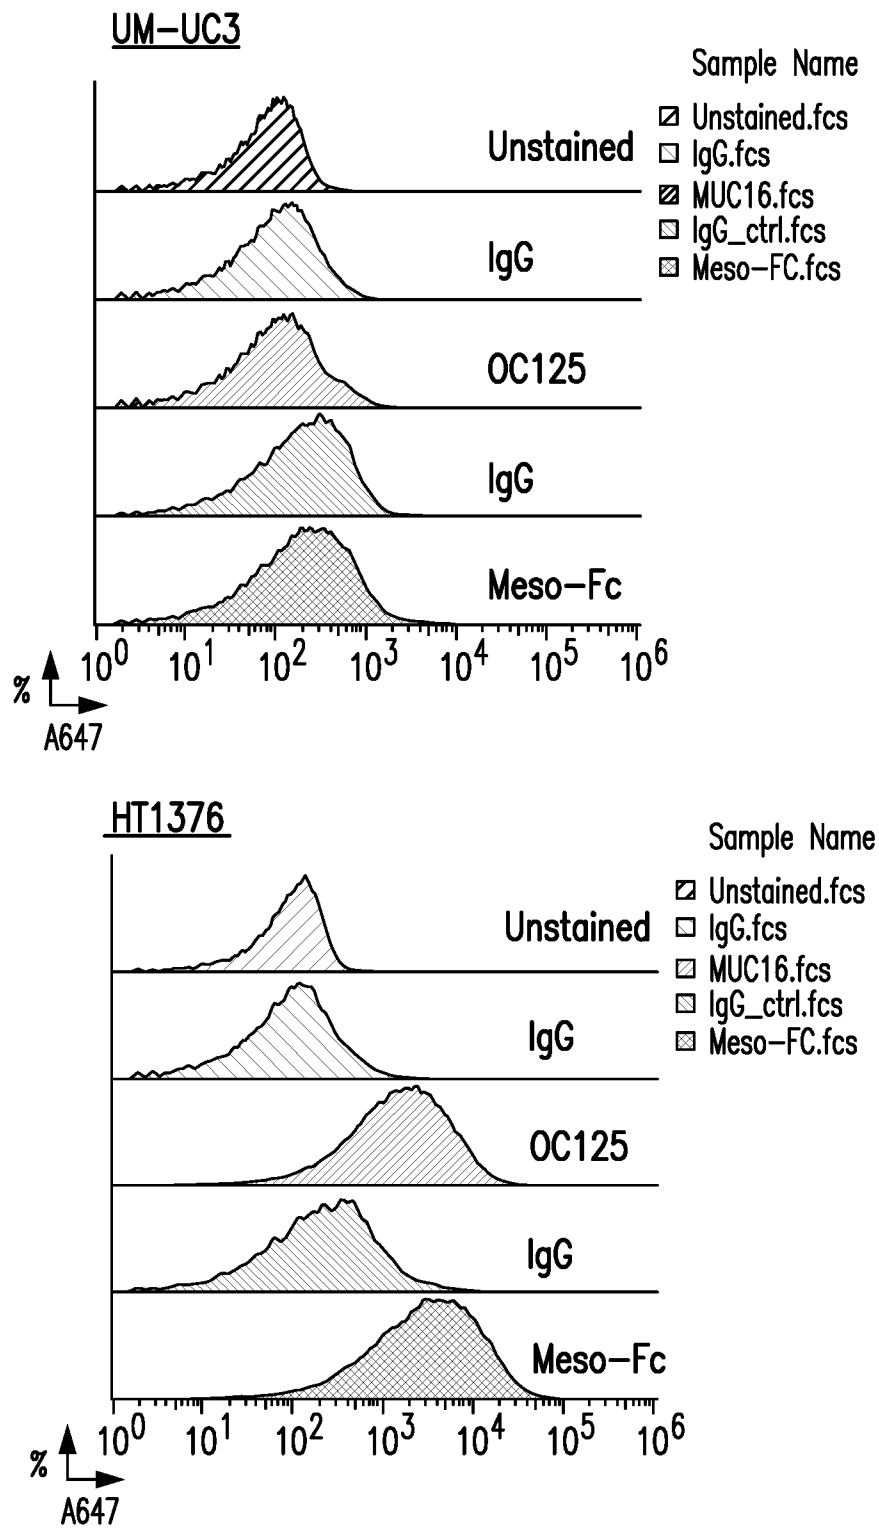 UM-UC3
Sample Name
Unstained.fcs
IgG.fcs
MUC16.fcs
IgG_ctrl.fcs
Meso-FC.fcs
Unstained
IgG
OC125
IgG
Meso-Fc
10^0 10^1 10^2 10^3 10^4 10^5 10^6
%
A647
HT1376
Sample Name
Unstained.fcs
IgG.fcs
MUC16.fcs
IgG_ctrl.fcs
Meso-FC.fcs
Unstained
IgG
OC125
IgG
Meso-Fc
10^0 10^1 10^2 10^3 10^4 10^5 10^6
%
A647